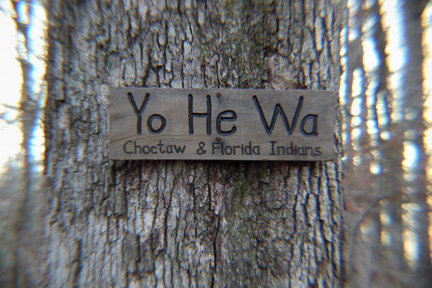 Yo He Wa
Choctaw & Florida Indians